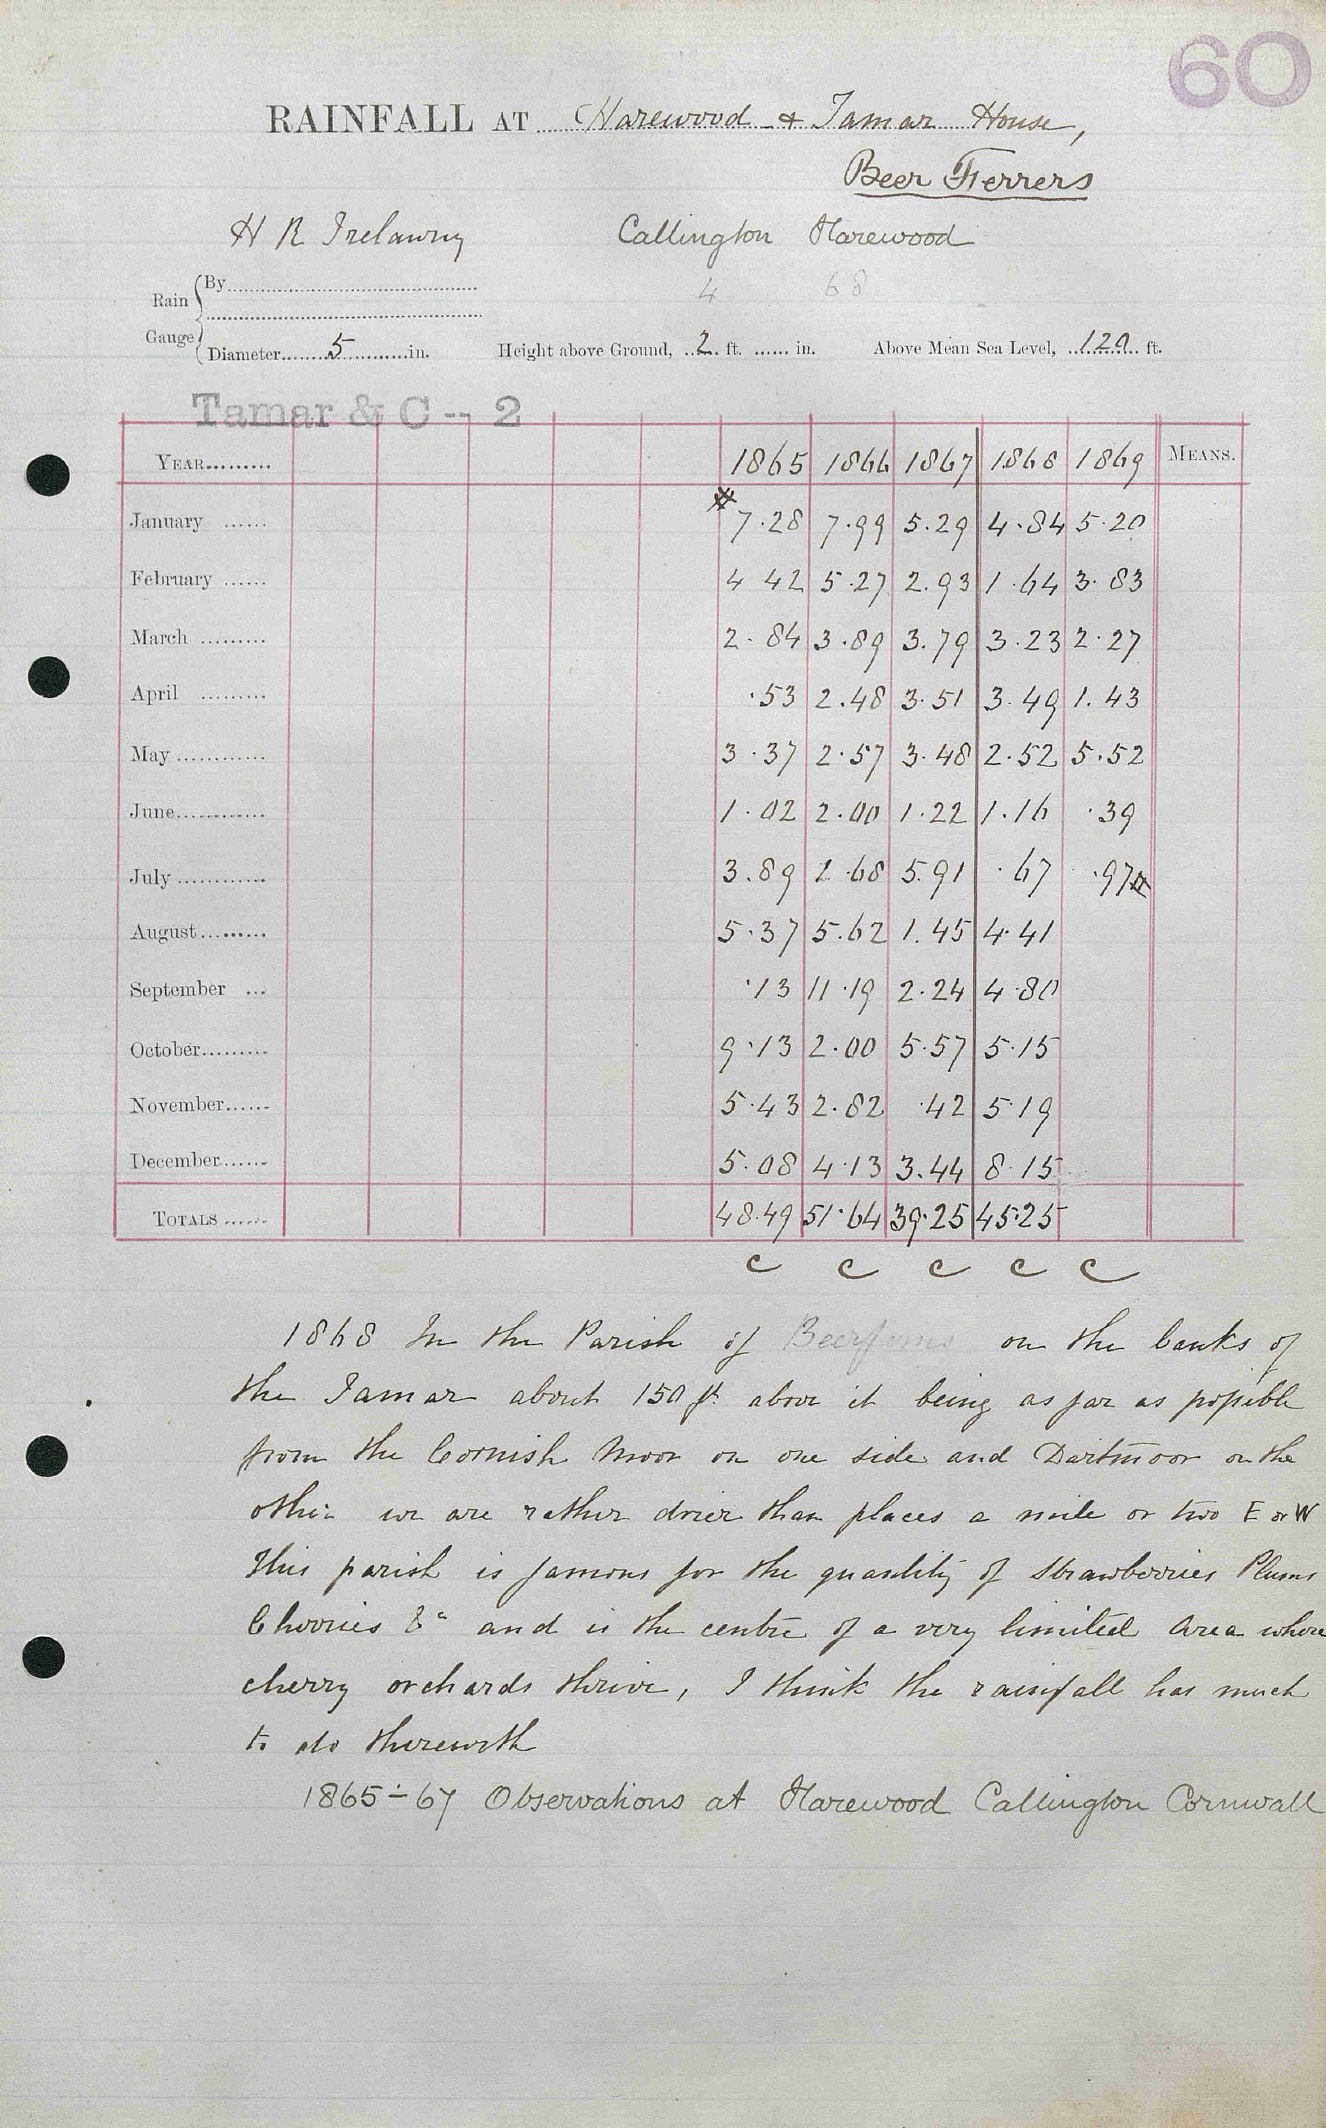 60
RAINFALL AT Harewood & Tamar House,
Beer Ferrers
H R Trelawny Callington Harewood
4 68
Rain Gauge { By
Diameter 5 in. Height above Ground, 2 ft. in. Above Mean Sea Level, 120 ft.
Tamar & C -- 2
YEAR 1865 1866 1867 1868 1869 MEANS.
January * 7.28 7.99 5.29 4.84 5.20
February 4 42 5.27 2.93 1.64 3.83
March 2.84 3.89 3.79 3.23 2.27
April .53 2.48 3.51 3.49 1.43
May 3.37 2.57 3.48 2.52 5.52
June 1.02 2.00 1.22 1.16 .39
July 3.89 1.68 5.91 .67 .97 *
August 5.37 5.62 1.45 4.41
September .13 11.19 2.24 4.80
October 9.13 2.00 5.57 5.15
November 5.43 2.82 .42 5.19
December 5.08 4.13 3.44 8.15
TOTALS 48.49 51.64 39.25 45.25
c c c c c
1868 In the Parish of Beerferris on the banks of
the Tamar about 150 ft above it being as far as possible
from the Cornish Moor on one side and Dartmoor on the
other we are rather drier than places a mile or two E or W
This parish is famous for the quantity of Strawberries Plums
Cherries &c and is the centre of a very limited area where
cherry orchards thrive, I think the rainfall has much
to do therewith
1865-67 Observations at Harewood Callington Cornwall